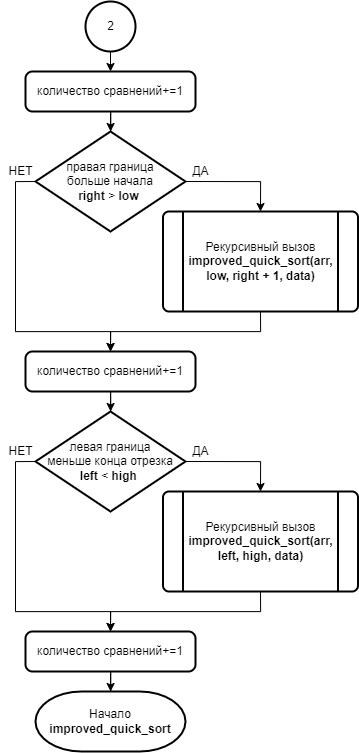 2
количество сравнений+=1
НЕТ
правая граница
больше начала
right > low
ДА
Рекурсивный вызов
improved_quick_sort(arr,
low, right + 1, data)
количество сравнений+=1
НЕТ
левая граница
меньше конца отрезка
left < high
ДА
Рекурсивный вызов
improved_quick_sort(arr,
left, high, data)
количество сравнений+=1
Начало
improved_quick_sort